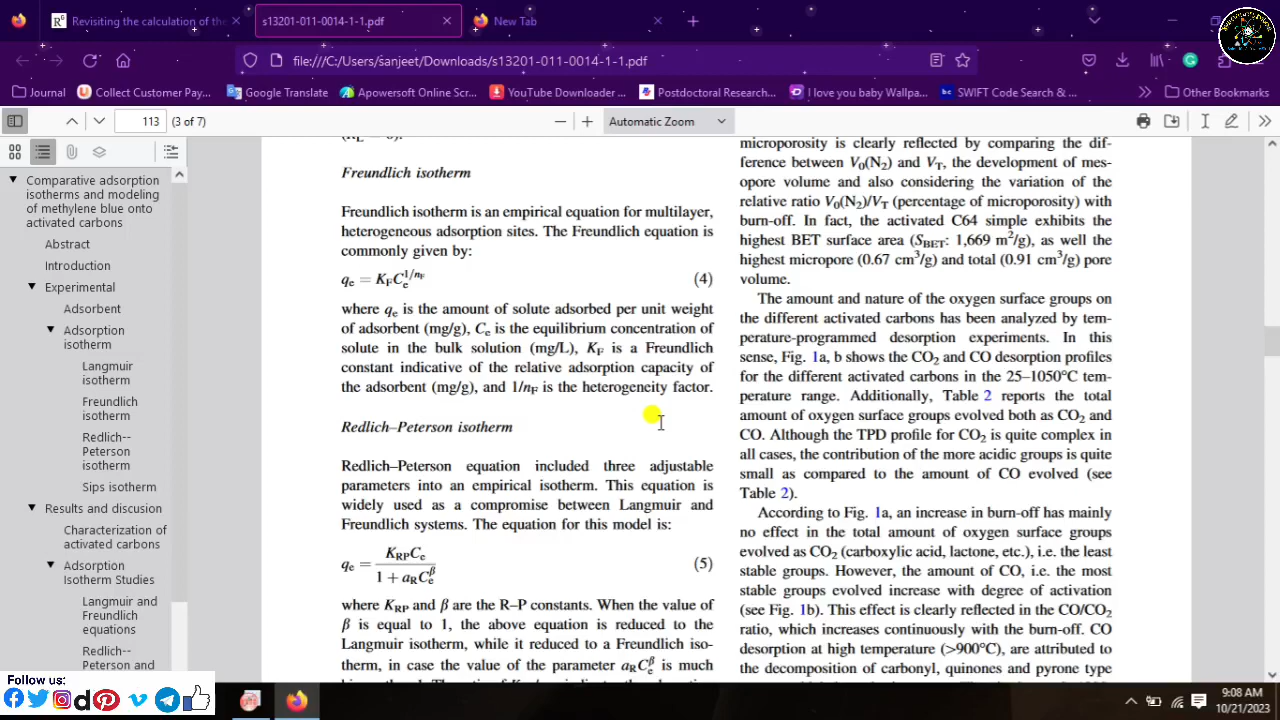 Revisiting the calculation of the
s13201-011-0014-1-1.pdf
New Tab
file:///C:/Users/sanjeet/Downloads/s13201-011-0014-1-1.pdf
Journal
Collect Customer Pay...
Google Translate
Apowersoft Online Scr...
YouTube Downloader ...
Postdoctoral Research...
I love you baby Wallpa...
SWIFT Code Search & ...
Other Bookmarks
113
(3 of 7)
Automatic Zoom
Comparative adsorption
isotherms and modeling
of methylene blue onto
activated carbons
Abstract
Introduction
Experimental
Adsorbent
Adsorption
isotherm
Langmuir
isotherm
Freundlich
isotherm
Redlich--
Peterson
isotherm
Sips isotherm
Results and discusion
Characterization of
activated carbons
Adsorption
Isotherm Studies
Langmuir and
Freundlich
equations
Redlich--
Peterson and
Freundlich isotherm
Freundlich isotherm is an empirical equation for multilayer,
heterogeneous adsorption sites. The Freundlich equation is
commonly given by:
qe = KF Ce^1/nF (4)
where qe is the amount of solute adsorbed per unit weight
of adsorbent (mg/g), Ce is the equilibrium concentration of
solute in the bulk solution (mg/L), KF is a Freundlich
constant indicative of the relative adsorption capacity of
the adsorbent (mg/g), and 1/nF is the heterogeneity factor.
Redlich–Peterson isotherm
Redlich–Peterson equation included three adjustable
parameters into an empirical isotherm. This equation is
widely used as a compromise between Langmuir and
Freundlich systems. The equation for this model is:
qe = KRP Ce / 1 + aR Ce^β (5)
where KRP and β are the R–P constants. When the value of
β is equal to 1, the above equation is reduced to the
Langmuir isotherm, while it reduced to a Freundlich iso-
therm, in case the value of the parameter aR Ce^β is much
microporosity is clearly reflected by comparing the dif-
ference between V0(N2) and VT, the development of mes-
opore volume and also considering the variation of the
relative ratio V0(N2)/VT (percentage of microporosity) with
burn-off. In fact, the activated C64 simple exhibits the
highest BET surface area (SBET: 1,669 m²/g), as well the
highest micropore (0.67 cm³/g) and total (0.91 cm³/g) pore
volume.
The amount and nature of the oxygen surface groups on
the different activated carbons has been analyzed by tem-
perature-programmed desorption experiments. In this
sense, Fig. 1a, b shows the CO2 and CO desorption profiles
for the different activated carbons in the 25–1050°C tem-
perature range. Additionally, Table 2 reports the total
amount of oxygen surface groups evolved both as CO2 and
CO. Although the TPD profile for CO2 is quite complex in
all cases, the contribution of the more acidic groups is quite
small as compared to the amount of CO evolved (see
Table 2).
According to Fig. 1a, an increase in burn-off has mainly
no effect in the total amount of oxygen surface groups
evolved as CO2 (carboxylic acid, lactone, etc.), i.e. the least
stable groups. However, the amount of CO, i.e. the most
stable groups evolved increase with degree of activation
(see Fig. 1b). This effect is clearly reflected in the CO/CO2
ratio, which increases continuously with the burn-off. CO
desorption at high temperature (>900°C), are attributed to
the decomposition of carbonyl, quinones and pyrone type
Follow us:
9:08 AM
10/21/2023